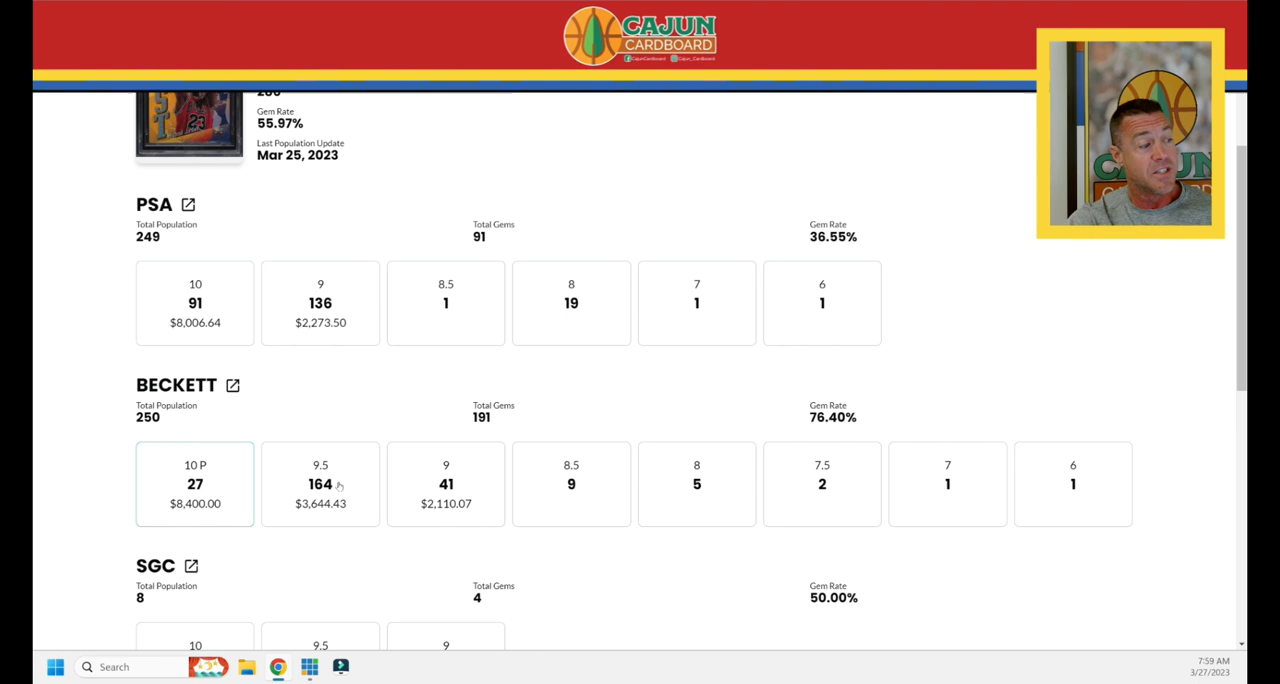 CAJUN
CARDBOARD
CajunCardboard Cajun_Cardboard
Gem Rate
55.97%
Last Population Update
Mar 25, 2023
23
PSA
Total Population
249
Total Gems
91
Gem Rate
36.55%
10
91
$8,006.64
9
136
$2,273.50
8.5
1
8
19
7
1
6
1
BECKETT
Total Population
250
Total Gems
191
Gem Rate
76.40%
10 P
27
$8,400.00
9.5
164
$3,644.43
9
41
$2,110.07
8.5
9
8
5
7.5
2
7
1
6
1
SGC
Total Population
8
Total Gems
4
Gem Rate
50.00%
10
9.5
9
Search
7:59 AM
3/27/2023